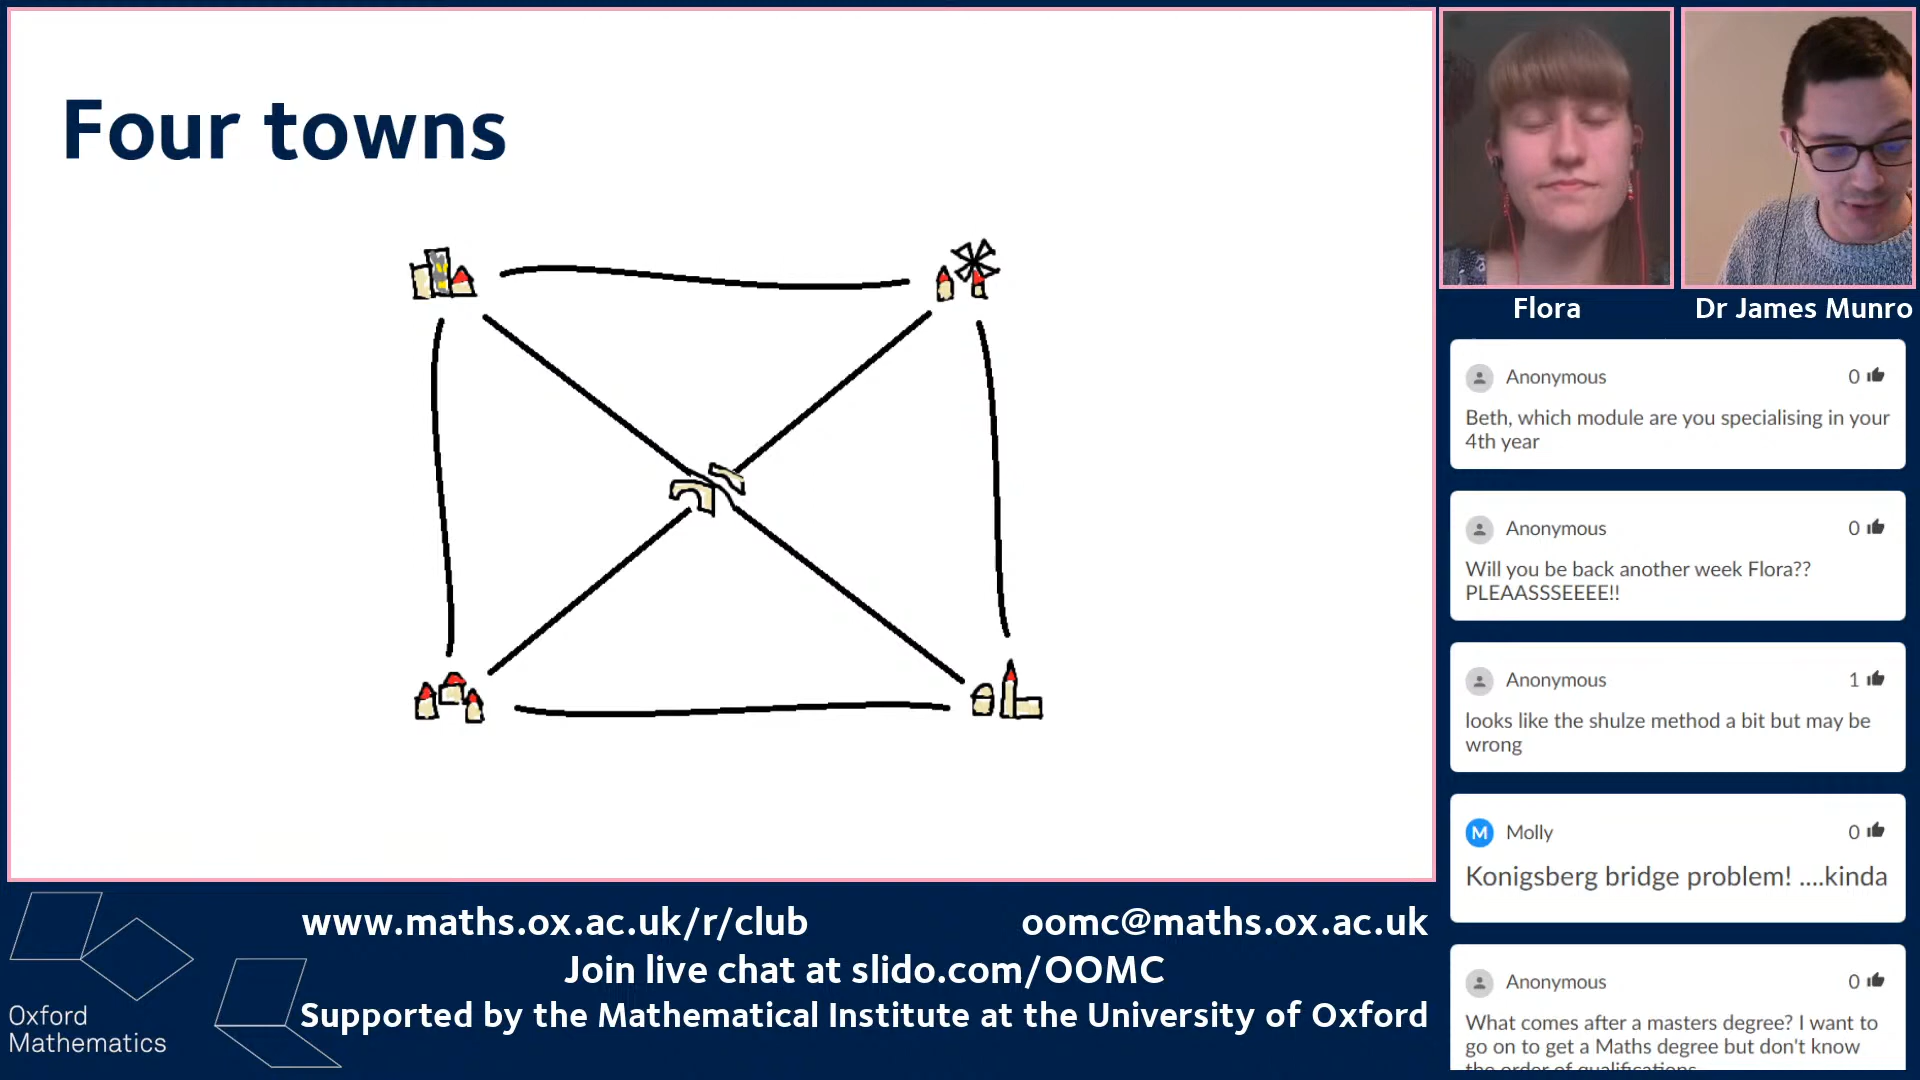 Four towns
Flora
Dr James Munro
Anonymous
0
Beth, which module are you specialising in your
4th year
Anonymous
0
Will you be back another week Flora??
PLEAASSSEEEE!!
Anonymous
1
looks like the shulze method a bit but may be
wrong
M
Molly
0
Konigsberg bridge problem! ....kinda
Anonymous
0
What comes after a masters degree? I want to
go on to get a Maths degree but don't know
the order of qualifications
www.maths.ox.ac.uk/r/club
oomc@maths.ox.ac.uk
Join live chat at slido.com/OOMC
Supported by the Mathematical Institute at the University of Oxford
Oxford
Mathematics